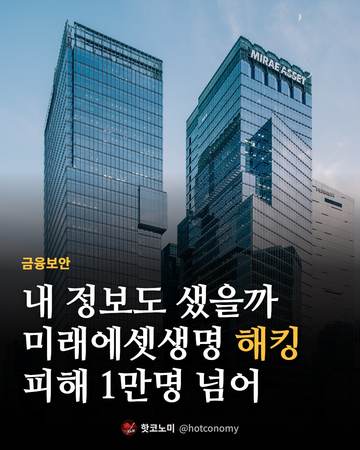 MIRAE ASSET
금융보안
내 정보도 샜을까
미래에셋생명 해킹
피해 1만명 넘어
핫코노미 @hotconomy